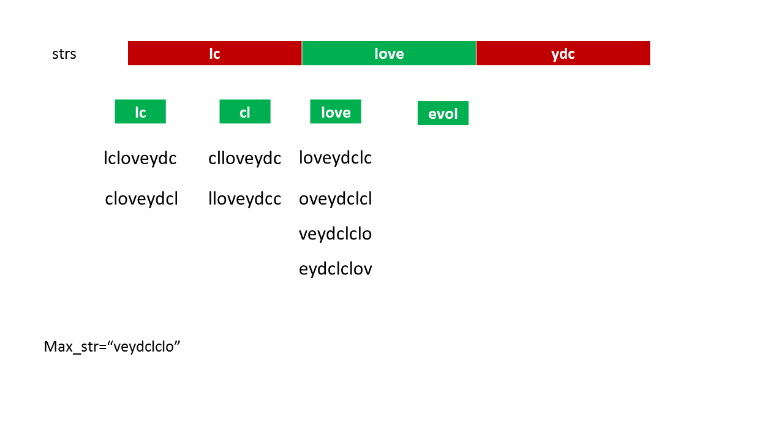 strs lc love ydc
lc cl love evol
lcloveydc clloveydc loveydclc
cloveydcl lloveydcc oveydclcl
veydclclo
eydclclov
Max_str=“veydclclo”